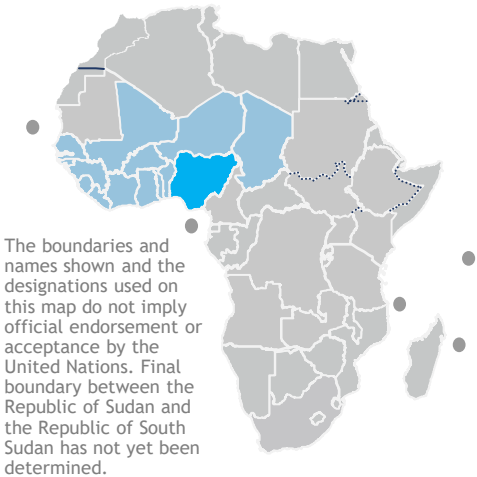 The boundaries and
names shown and the
designations used on
this map do not imply
official endorsement or
acceptance by the
United Nations. Final
boundary between the
Republic of Sudan and
the Republic of South
Sudan has not yet been
determined.